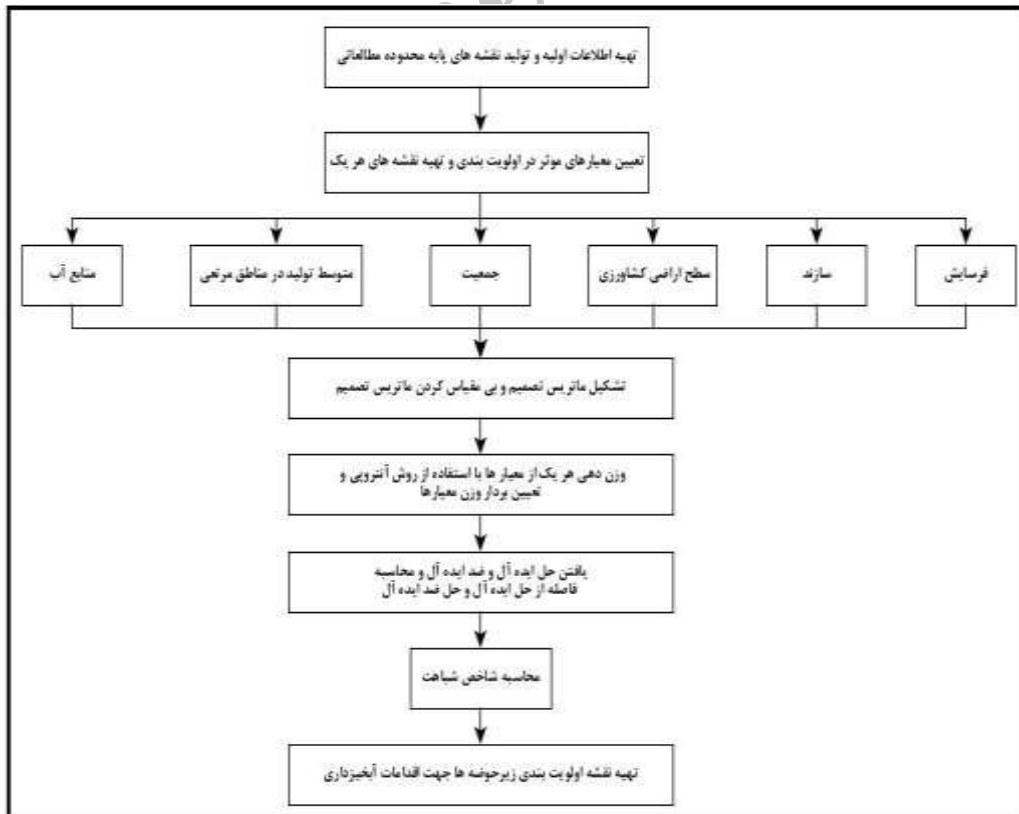 تهیه اطلاعات اولیه و تولید نقشه های پایه محدوده مطالعاتی
تعیین معیارهای موثر در اولویت بندی و تهیه نقشه های هر یک
فرسایش
سازند
سطح اراضی کشاورزی
جمعیت
متوسط تولید در مناطق مرتعی
منابع آب
تشکیل ماتریس تصمیم و بی مقیاس کردن ماتریس تصمیم
وزن دهی هر یک از معیار ها با استفاده از روش آنتروپی و
تعیین بردار وزن معیارها
یافتن حل ایده آل و ضد ایده آل و محاسبه
فاصله از حل ایده آل و حل ضد ایده آل
محاسبه شاخص شباهت
تهیه نقشه اولویت بندی زیرحوضه ها جهت اقدامات آبخیزداری